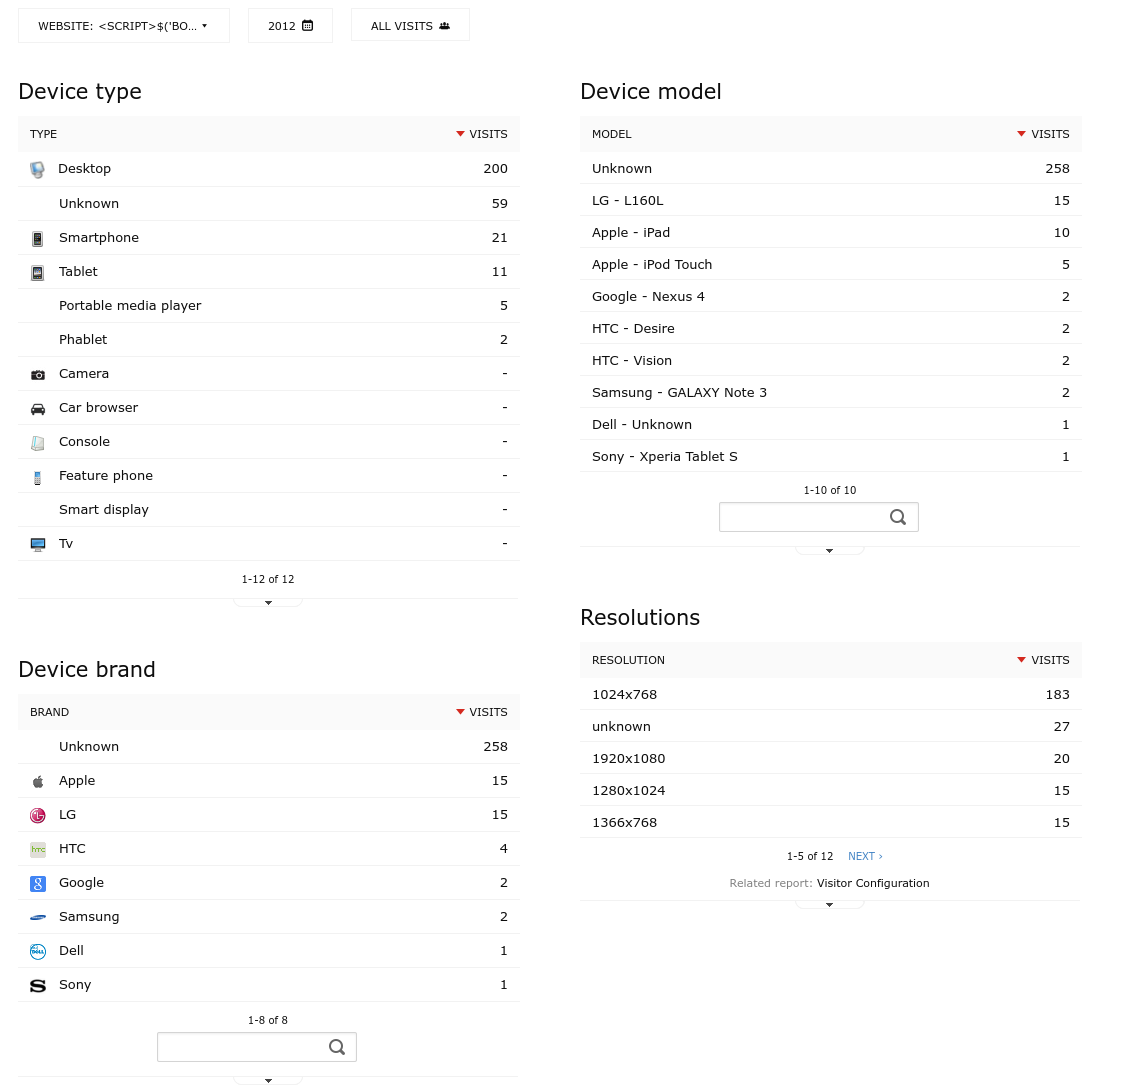 WEBSITE: <SCRIPT>$('BO... 2012 ALL VISITS
Device type
TYPE VISITS
Desktop 200
Unknown 59
Smartphone 21
Tablet 11
Portable media player 5
Phablet 2
Camera -
Car browser -
Console -
Feature phone -
Smart display -
Tv -
1-12 of 12
Device brand
BRAND VISITS
Unknown 258
Apple 15
LG 15
HTC 4
Google 2
Samsung 2
Dell 1
Sony 1
1-8 of 8
Device model
MODEL VISITS
Unknown 258
LG - L160L 15
Apple - iPad 10
Apple - iPod Touch 5
Google - Nexus 4 2
HTC - Desire 2
HTC - Vision 2
Samsung - GALAXY Note 3 2
Dell - Unknown 1
Sony - Xperia Tablet S 1
1-10 of 10
Resolutions
RESOLUTION VISITS
1024x768 183
unknown 27
1920x1080 20
1280x1024 15
1366x768 15
1-5 of 12 NEXT ›
Related report: Visitor Configuration